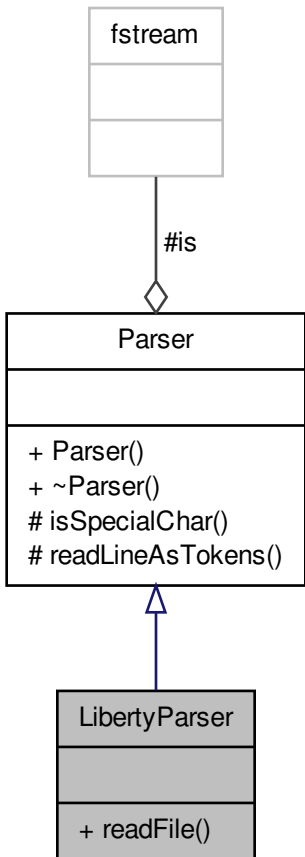 fstream
#is
Parser
+ Parser()
+ ~Parser()
# isSpecialChar()
# readLineAsTokens()
LibertyParser
+ readFile()